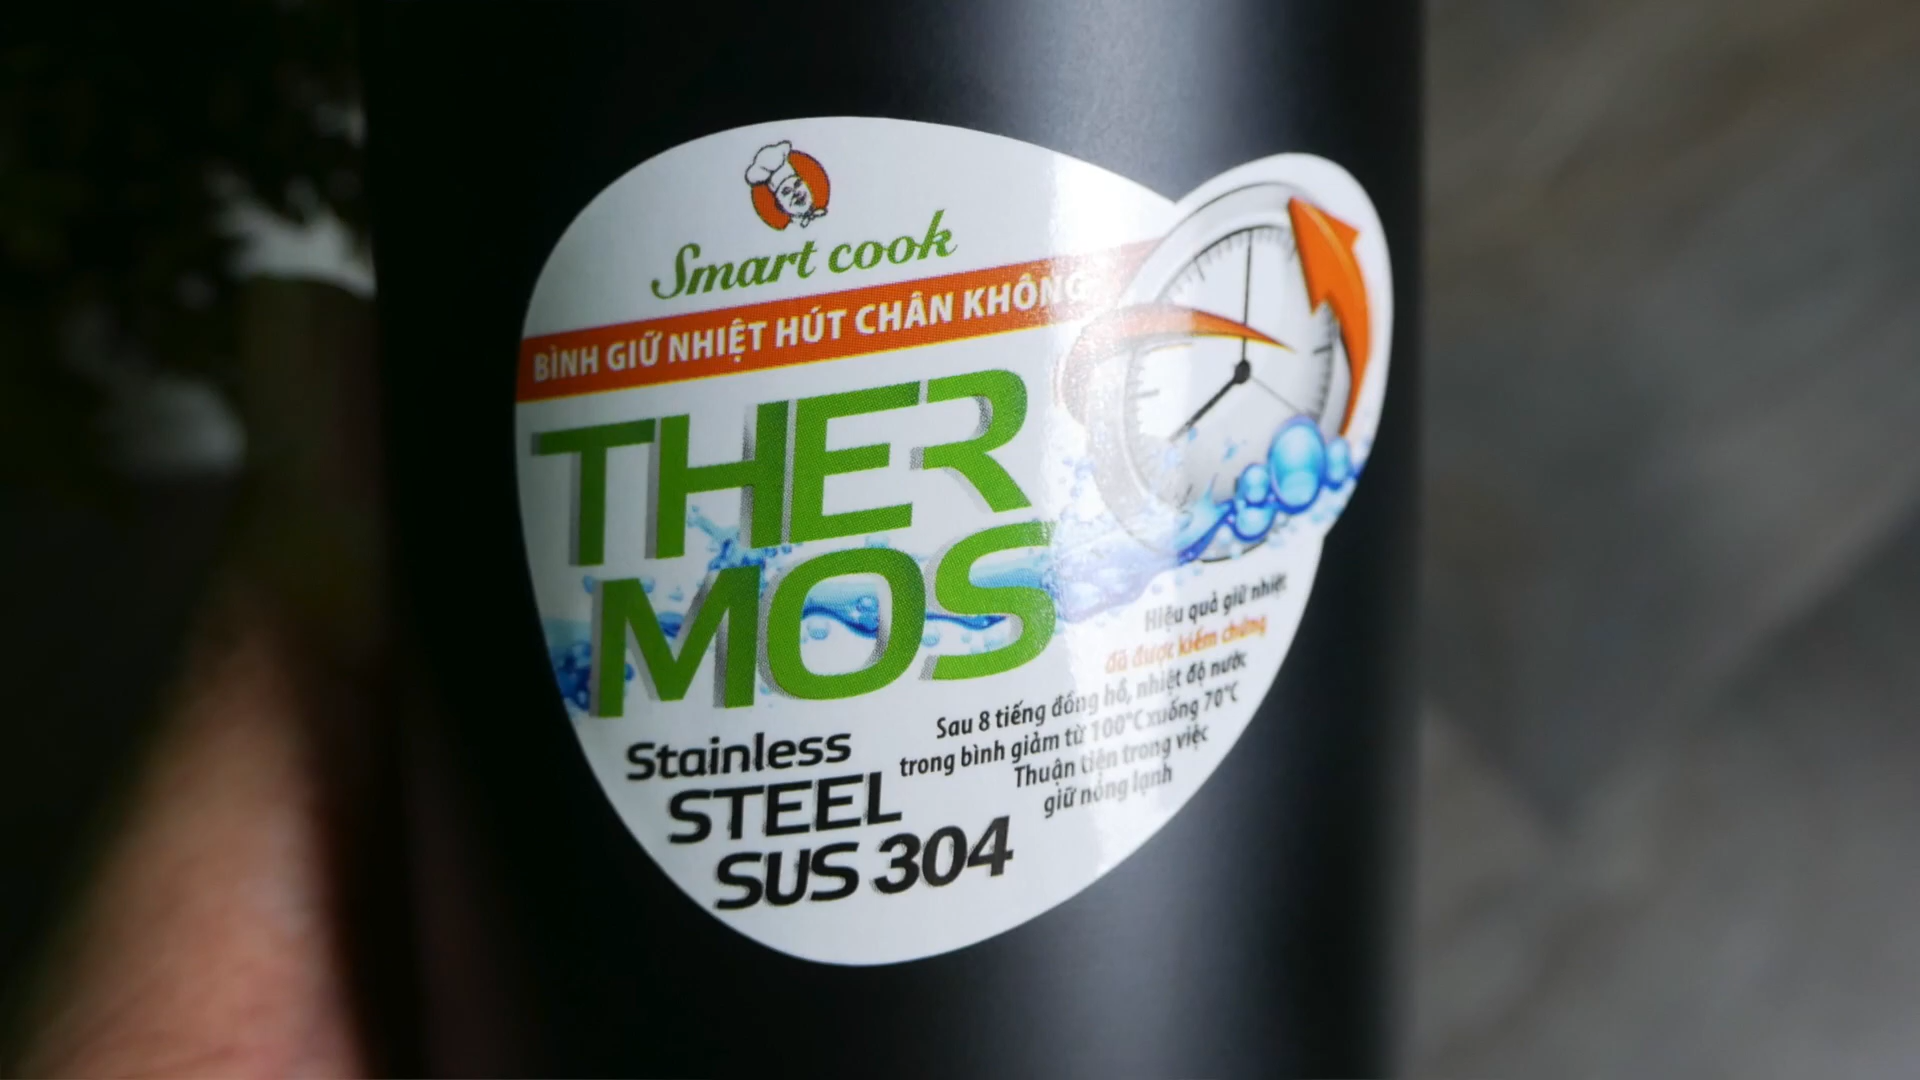 Smart cook
BÌNH GIỮ NHIỆT HÚT CHÂN KHÔNG
THER
MOS
Stainless
STEEL
SUS 304
Hiệu quả giữ nhiệt
đã được kiểm chứng
Sau 8 tiếng đồng hồ, nhiệt độ nước
trong bình giảm từ 100°C xuống 70°C
Thuận tiện trong việc
giữ nóng lạnh